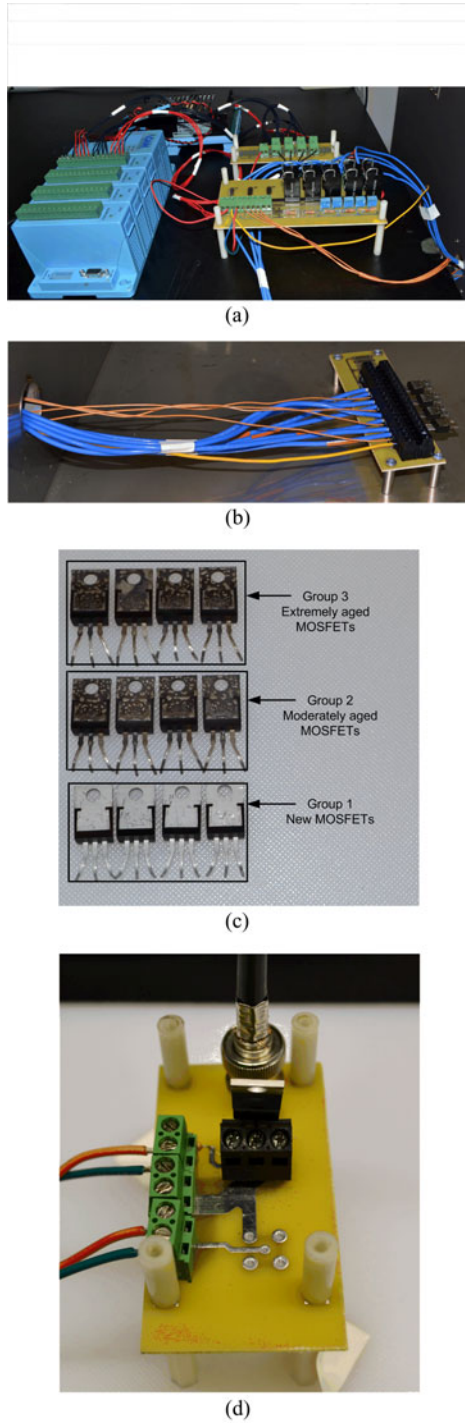 (a)
(b)
Group 3
Extremely aged
MOSFETs
Group 2
Moderately aged
MOSFETs
Group 1
New MOSFETs
(c)
(d)